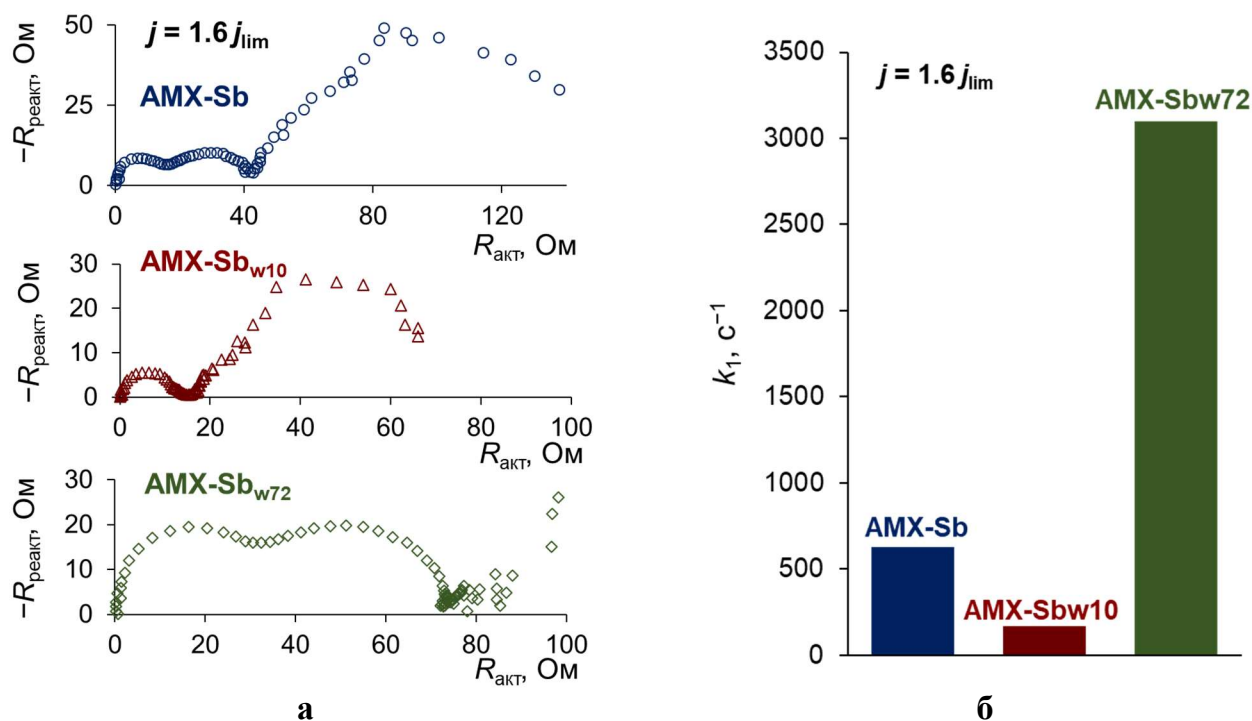 j = 1.6 jlim
AMX-Sb
−Rреакт, Ом
50
25
0
0 40 80 120
Rакт, Ом
AMX-Sbw10
−Rреакт, Ом
30
20
10
0
0 20 40 60 80 100
Rакт, Ом
AMX-Sbw72
−Rреакт, Ом
30
20
10
0
0 20 40 60 80 100
Rакт, Ом
а
j = 1.6 jlim
k1, с−1
3500
3000
2500
2000
1500
1000
500
0
AMX-Sb
AMX-Sbw10
AMX-Sbw72
б